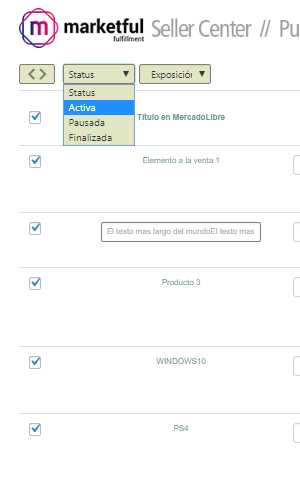 marketful
fulfillment
Seller Center // Pu
< >
Status
Exposició
Status
Activa
Pausada
Finalizada
Título en MercadoLibre
Elemento a la venta 1
El texto mas largo del mundoEl texto mas
Producto 3
WINDOWS10
PS4